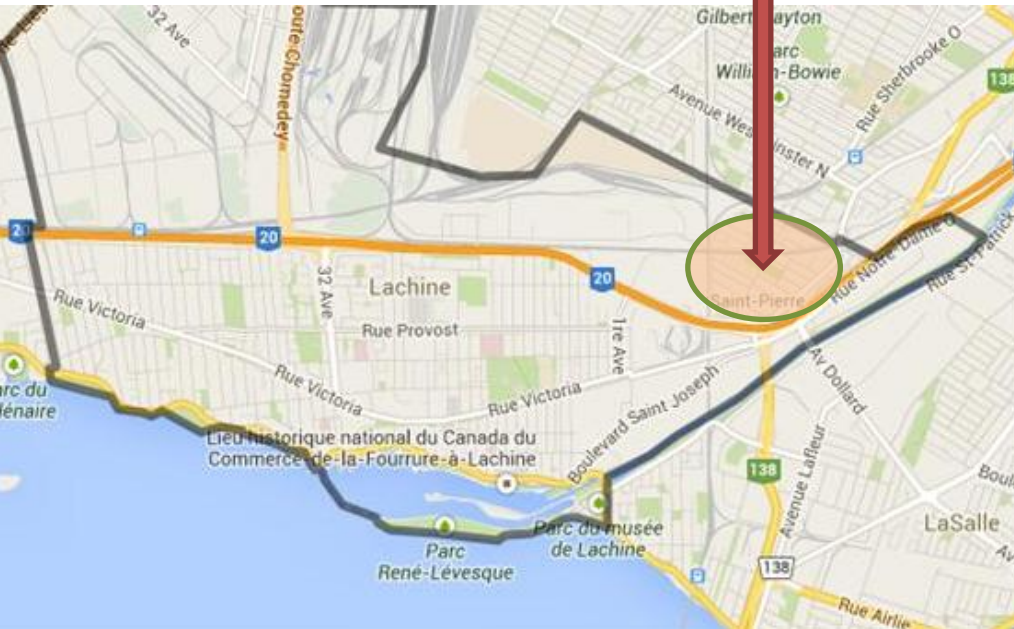 32 Ave
Gilbert Layton
Parc
William-Bowie
Rue Sherbrooke O
138
Avenue Westminster N
20
20
20
Lachine
32 Ave
Rue Victoria
Rue Provost
1re Ave
Saint-Pierre
Rue Notre-Dame O
Rue St-Patrick
Rue Victoria
Rue Victoria
Av Dollard
Boulevard Saint Joseph
Lieu historique national du Canada du
Commerce-de-la-Fourrure-à-Lachine
138
Avenue Lafleur
LaSalle
Parc du musée
de Lachine
Parc
René-Lévesque
138
Rue Airlie